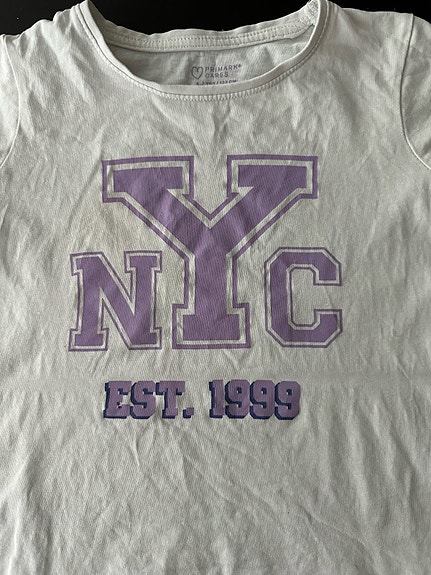 PRIMARK®
CARES
NYC
EST. 1999